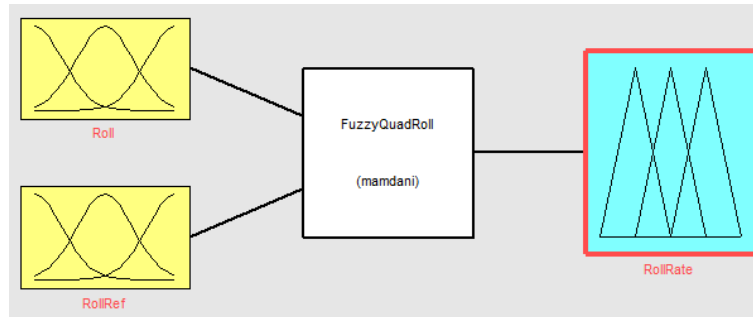 Roll
FuzzyQuadRoll
(mamdani)
RollRef
RollRate